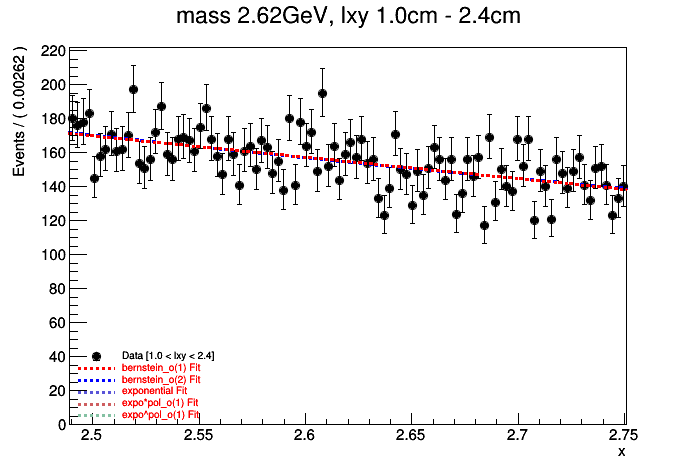 mass 2.62GeV, lxy 1.0cm - 2.4cm
Events / ( 0.00262 )
220
200
180
160
140
120
100
80
60
40
20
0
Data [1.0 < lxy < 2.4]
bernstein_o(1) Fit
bernstein_o(2) Fit
exponential Fit
expo*pol_o(1) Fit
expo^pol_o(1) Fit
2.5 2.55 2.6 2.65 2.7 2.75
x